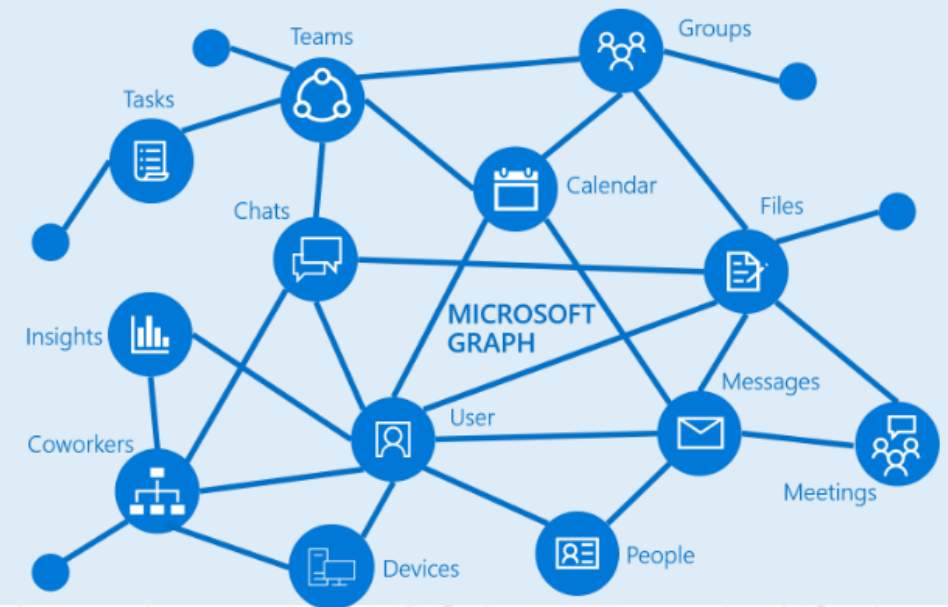 Teams
Groups
Tasks
Calendar
Chats
Files
MICROSOFT
GRAPH
Insights
Messages
User
Coworkers
Meetings
People
Devices